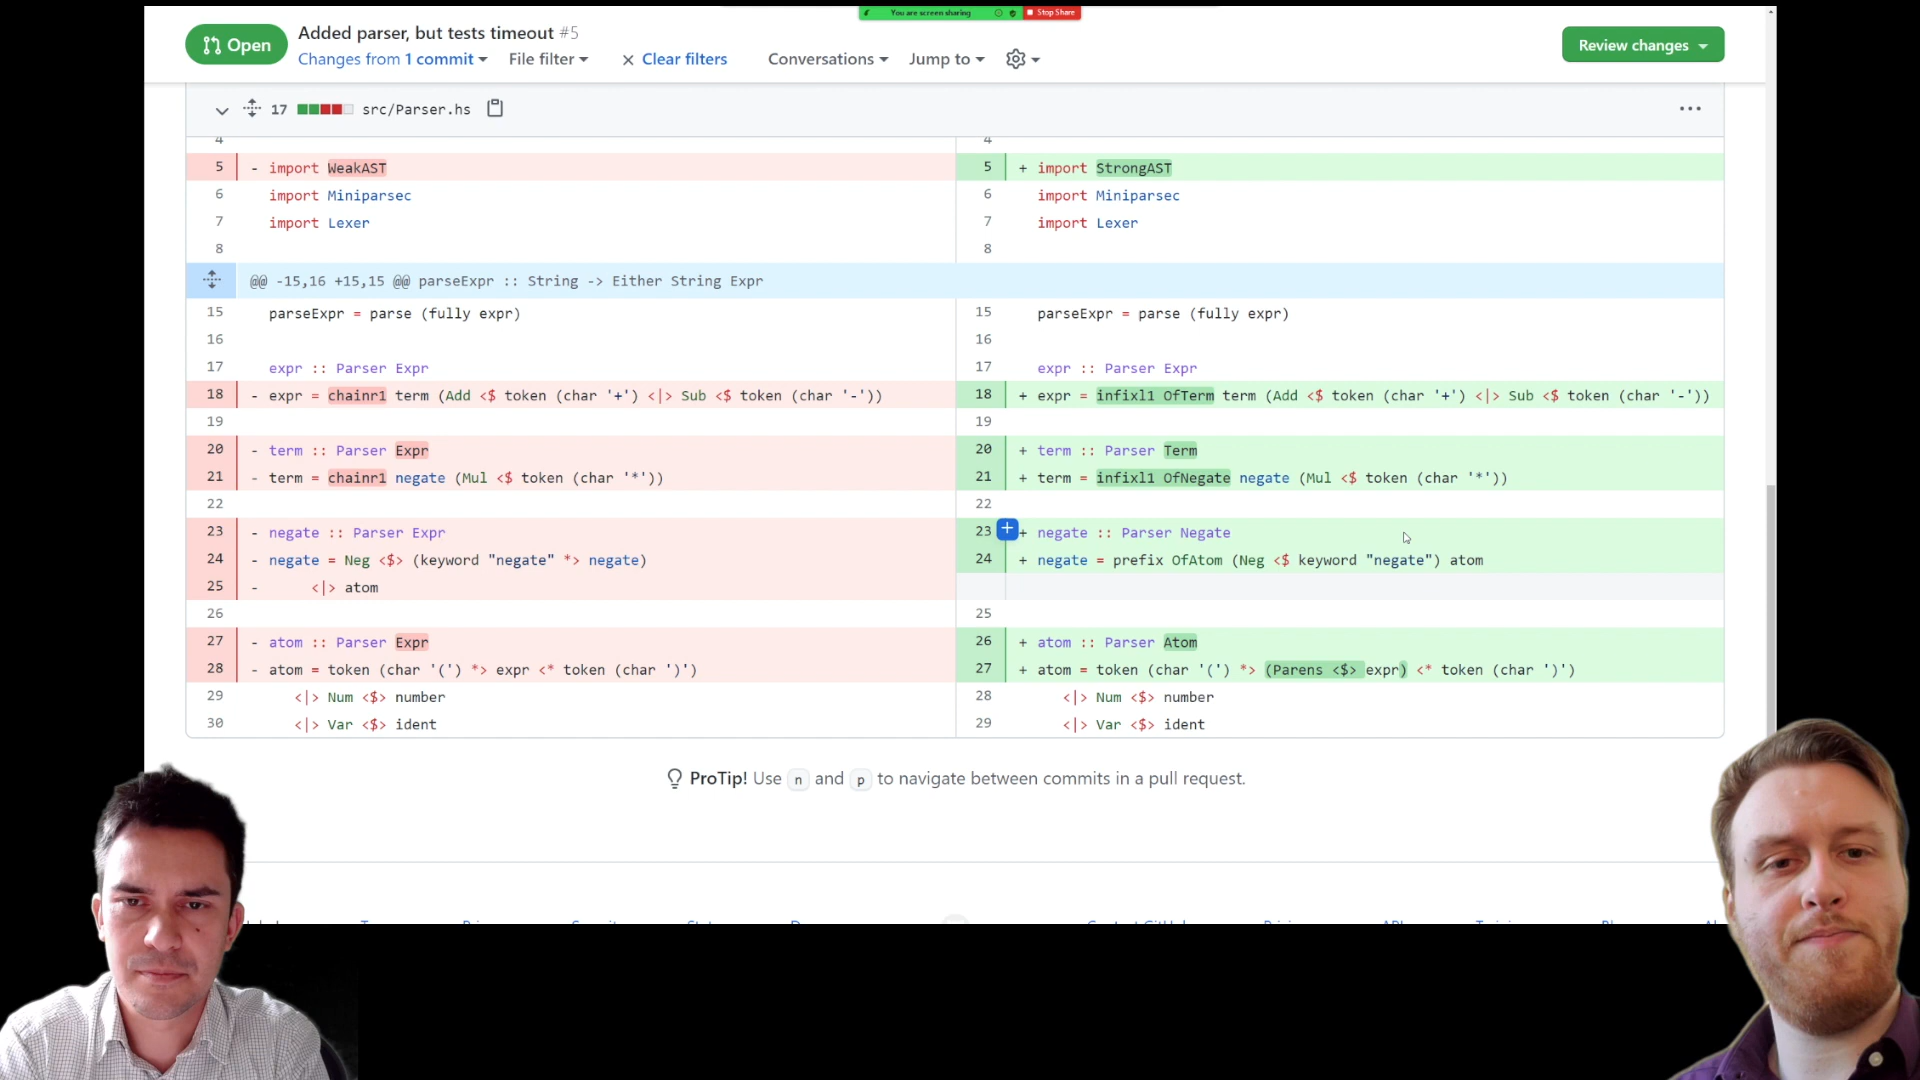 You are screen sharing Stop Share
Open
Added parser, but tests timeout #5
Changes from 1 commit File filter Clear filters Conversations Jump to
Review changes
17 src/Parser.hs
4 4
5 - import WeakAST 5 + import StrongAST
6 import Miniparsec 6 import Miniparsec
7 import Lexer 7 import Lexer
8 8
@@ -15,16 +15,15 @@ parseExpr :: String -> Either String Expr
15 parseExpr = parse (fully expr) 15 parseExpr = parse (fully expr)
16 16
17 expr :: Parser Expr 17 expr :: Parser Expr
18 - expr = chainr1 term (Add <$ token (char '+') <|> Sub <$ token (char '-')) 18 + expr = infixl1 OfTerm term (Add <$ token (char '+') <|> Sub <$ token (char '-'))
19 19
20 - term :: Parser Expr 20 + term :: Parser Term
21 - term = chainr1 negate (Mul <$ token (char '*')) 21 + term = infixl1 OfNegate negate (Mul <$ token (char '*'))
22 22
23 - negate :: Parser Expr 23 + negate :: Parser Negate
24 - negate = Neg <$> (keyword "negate" *> negate) 24 + negate = prefix OfAtom (Neg <$ keyword "negate") atom
25 - <|> atom
26 25
27 - atom :: Parser Expr 26 + atom :: Parser Atom
28 - atom = token (char '(') *> expr <* token (char ')') 27 + atom = token (char '(') *> (Parens <$> expr) <* token (char ')')
29 <|> Num <$> number 28 <|> Num <$> number
30 <|> Var <$> ident 29 <|> Var <$> ident
ProTip! Use n and p to navigate between commits in a pull request.